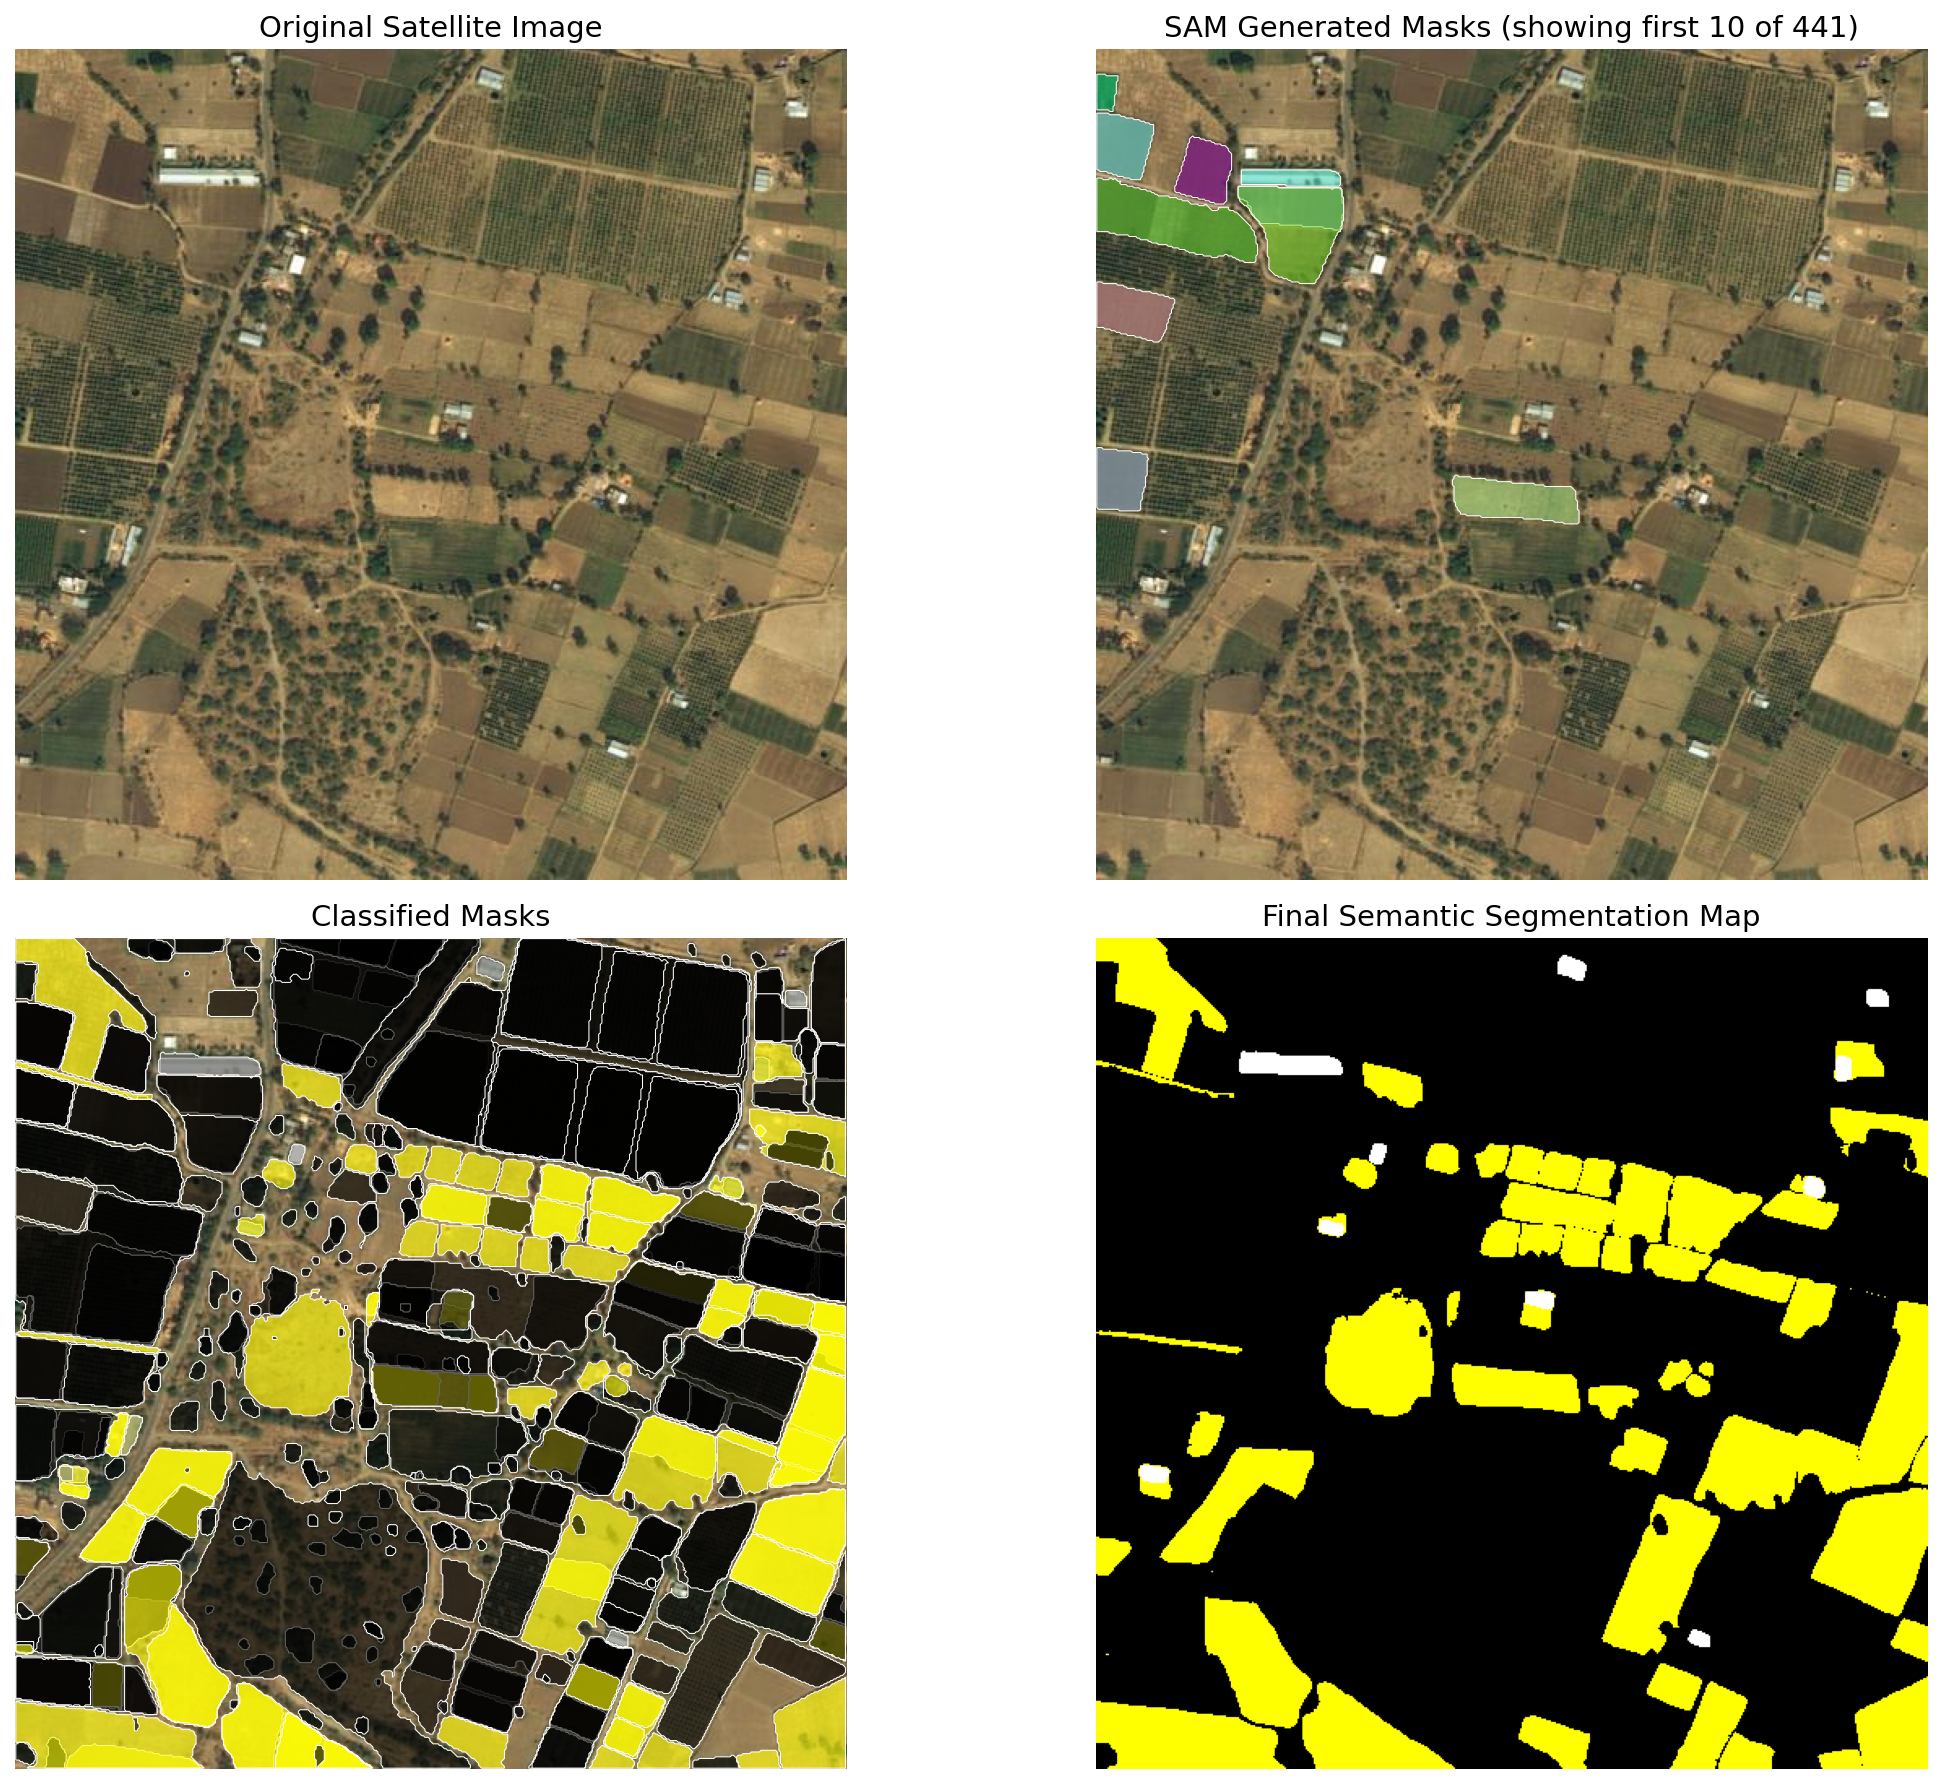 Original Satellite Image
SAM Generated Masks (showing first 10 of 441)
Classified Masks
Final Semantic Segmentation Map